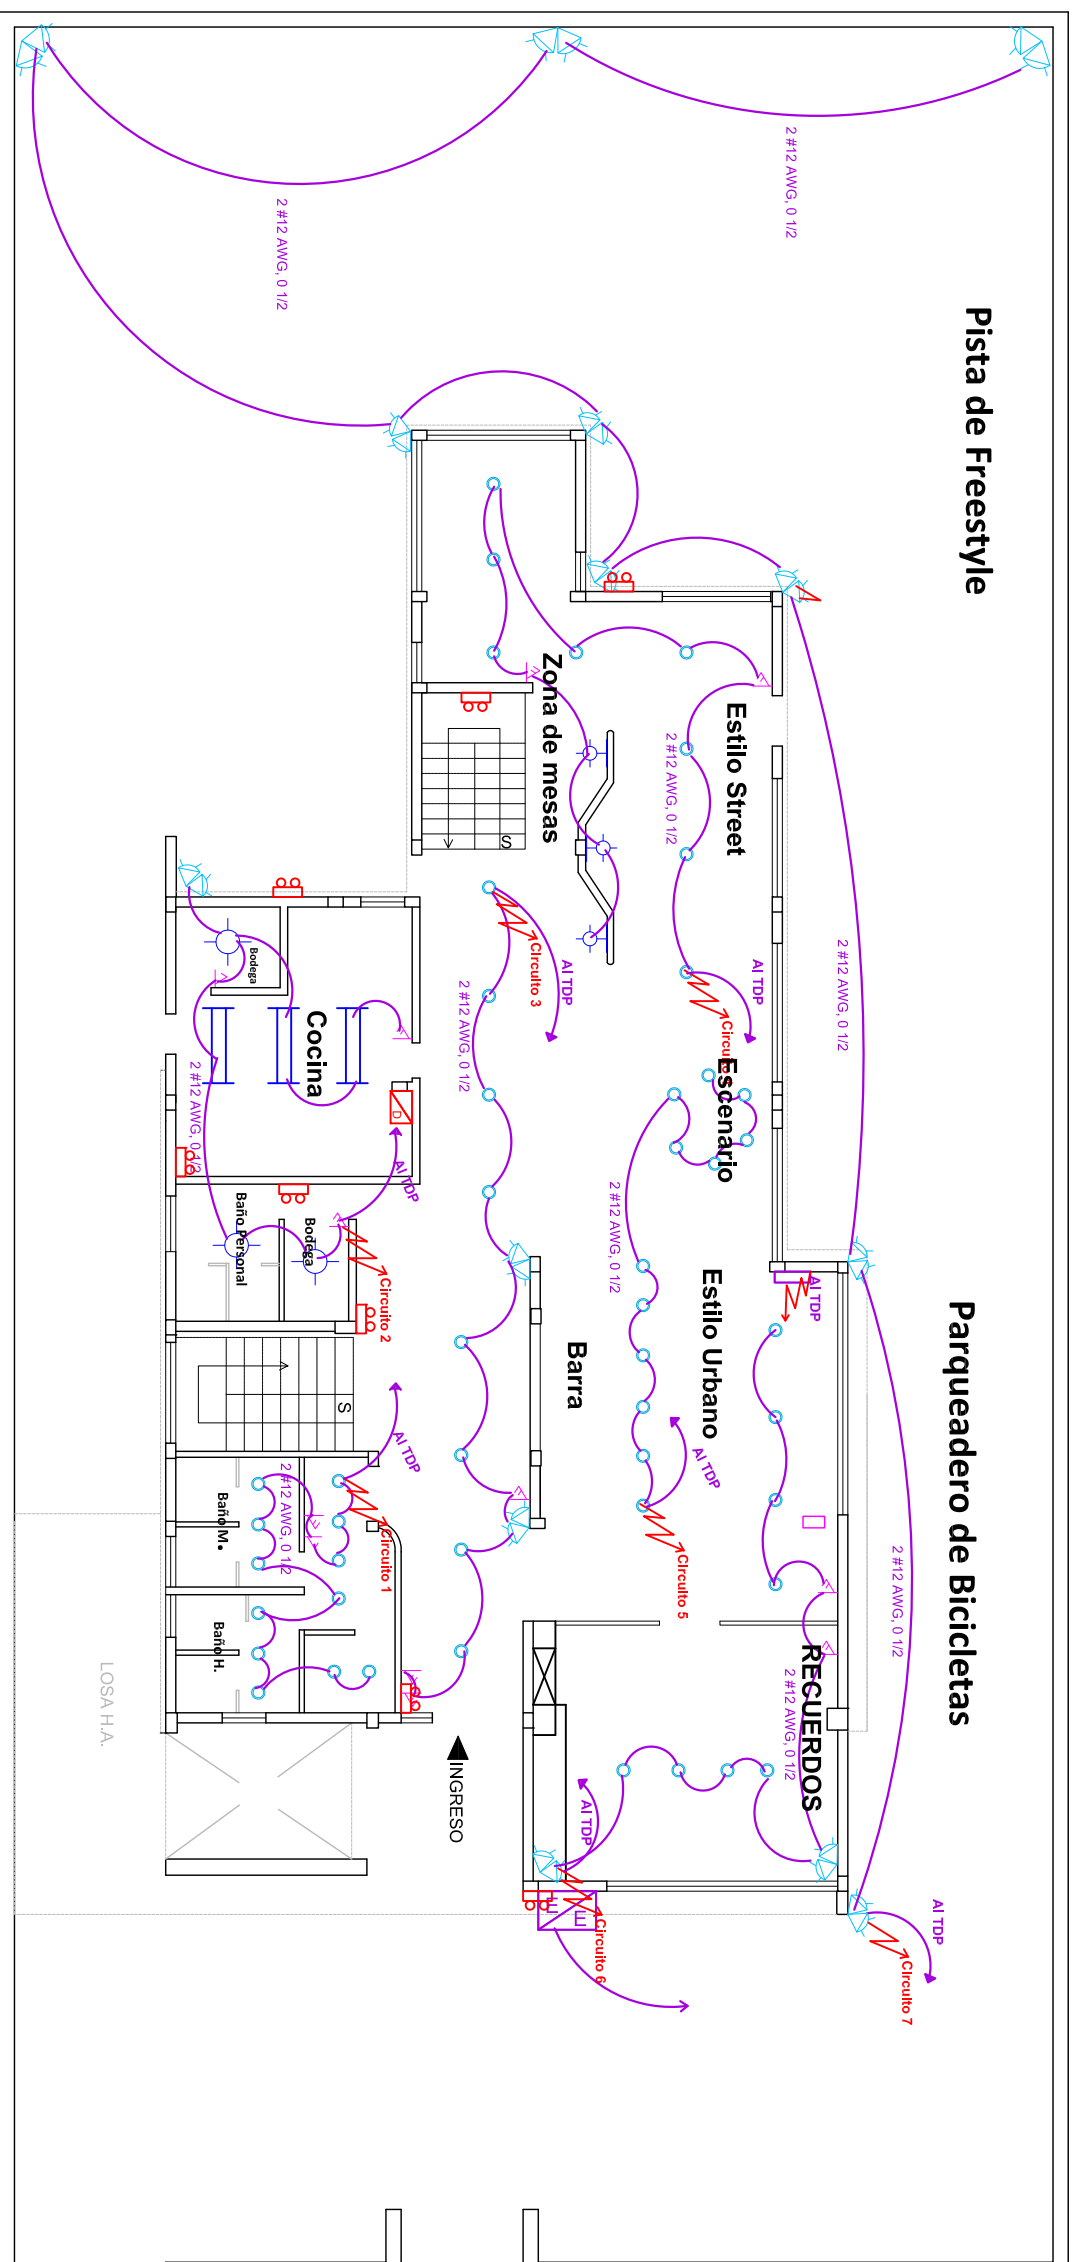 Pista de Freestyle
Parqueadero de Bicicletas
2 #12 AWG, 0 1/2
2 #12 AWG, 0 1/2
2 #12 AWG, 0 1/2
2 #12 AWG, 0 1/2
Al TDP
Circuito 7
Estilo Street
2 #12 AWG, 0 1/2
Al TDP
Escenario
Estilo Urbano
2 #12 AWG, 0 1/2
Al TDP
Circuito 5
Al TDP
RECUERDOS
2 #12 AWG, 0 1/2
Al TDP
Circuito 6
E
E
Zona de mesas
S
Circuito 3
Al TDP
2 #12 AWG, 0 1/2
Barra
INGRESO
Bodega
Cocina
2 #12 AWG, 0 1/2
D
Al TDP
Baño Personal
Bodega
Circuito 2
S
Al TDP
Circuito 1
2 #12 AWG, 0 1/2
Baño M.
Baño H.
LOSA H.A.